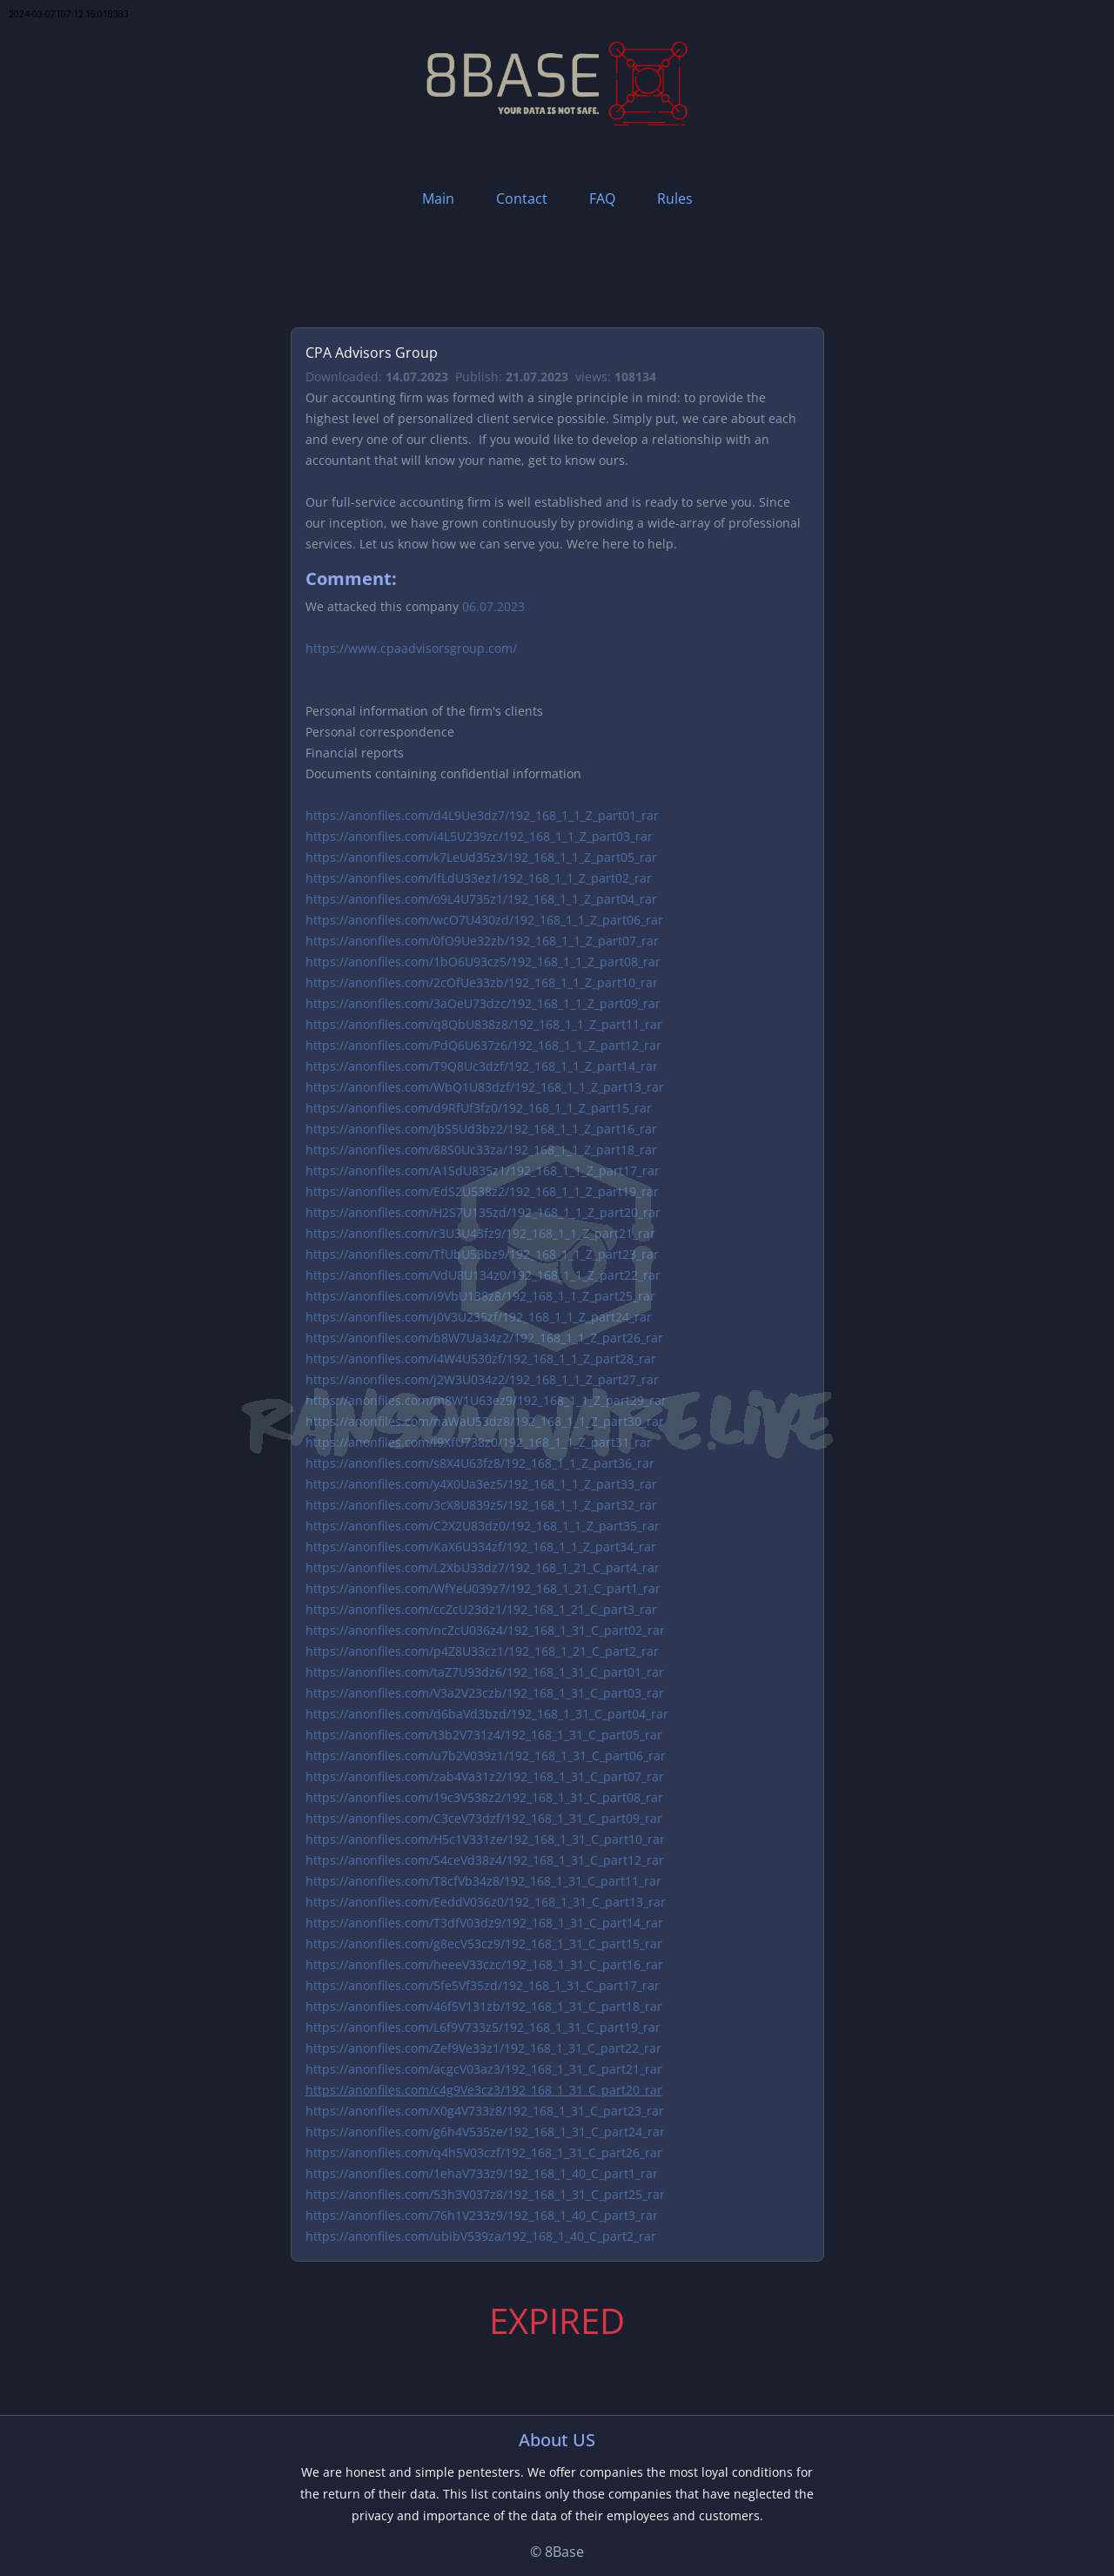 2024-03-07T07:12:15.018383
8BASE
YOUR DATA IS NOT SAFE.
Main Contact FAQ Rules
CPA Advisors Group
Downloaded: 14.07.2023 Publish: 21.07.2023 views: 108134
Our accounting firm was formed with a single principle in mind: to provide the
highest level of personalized client service possible. Simply put, we care about each
and every one of our clients.  If you would like to develop a relationship with an
accountant that will know your name, get to know ours.
Our full-service accounting firm is well established and is ready to serve you. Since
our inception, we have grown continuously by providing a wide-array of professional
services. Let us know how we can serve you. We’re here to help.
Comment:
We attacked this company 06.07.2023
https://www.cpaadvisorsgroup.com/
Personal information of the firm's clients
Personal correspondence
Financial reports
Documents containing confidential information
https://anonfiles.com/d4L9Ue3dz7/192_168_1_1_Z_part01_rar
https://anonfiles.com/i4L5U239zc/192_168_1_1_Z_part03_rar
https://anonfiles.com/k7LeUd35z3/192_168_1_1_Z_part05_rar
https://anonfiles.com/lfLdU33ez1/192_168_1_1_Z_part02_rar
https://anonfiles.com/o9L4U735z1/192_168_1_1_Z_part04_rar
https://anonfiles.com/wcO7U430zd/192_168_1_1_Z_part06_rar
https://anonfiles.com/0fO9Ue32zb/192_168_1_1_Z_part07_rar
https://anonfiles.com/1bO6U93cz5/192_168_1_1_Z_part08_rar
https://anonfiles.com/2cOfUe33zb/192_168_1_1_Z_part10_rar
https://anonfiles.com/3aOeU73dzc/192_168_1_1_Z_part09_rar
https://anonfiles.com/q8QbU838z8/192_168_1_1_Z_part11_rar
https://anonfiles.com/PdQ6U637z6/192_168_1_1_Z_part12_rar
https://anonfiles.com/T9Q8Uc3dzf/192_168_1_1_Z_part14_rar
https://anonfiles.com/WbQ1U83dzf/192_168_1_1_Z_part13_rar
https://anonfiles.com/d9RfUf3fz0/192_168_1_1_Z_part15_rar
https://anonfiles.com/jbS5Ud3bz2/192_168_1_1_Z_part16_rar
https://anonfiles.com/88S0Uc33za/192_168_1_1_Z_part18_rar
https://anonfiles.com/A1SdU835z1/192_168_1_1_Z_part17_rar
https://anonfiles.com/EdS2U538z2/192_168_1_1_Z_part19_rar
https://anonfiles.com/H2S7U135zd/192_168_1_1_Z_part20_rar
https://anonfiles.com/r3U3U43fz9/192_168_1_1_Z_part21_rar
https://anonfiles.com/TfUbU53bz9/192_168_1_1_Z_part23_rar
https://anonfiles.com/VdU8U134z0/192_168_1_1_Z_part22_rar
https://anonfiles.com/i9VbU138z8/192_168_1_1_Z_part25_rar
https://anonfiles.com/j0V3U235zf/192_168_1_1_Z_part24_rar
https://anonfiles.com/b8W7Ua34z2/192_168_1_1_Z_part26_rar
https://anonfiles.com/i4W4U530zf/192_168_1_1_Z_part28_rar
https://anonfiles.com/j2W3U034z2/192_168_1_1_Z_part27_rar
https://anonfiles.com/m8W1U63ez9/192_168_1_1_Z_part29_rar
RANSOMWARE.LIVE
https://anonfiles.com/naWaU53dz8/192_168_1_1_Z_part30_rar
https://anonfiles.com/l9XfU738z0/192_168_1_1_Z_part31_rar
https://anonfiles.com/s8X4U63fz8/192_168_1_1_Z_part36_rar
https://anonfiles.com/y4X0Ua3ez5/192_168_1_1_Z_part33_rar
https://anonfiles.com/3cX8U839z5/192_168_1_1_Z_part32_rar
https://anonfiles.com/C2X2U83dz0/192_168_1_1_Z_part35_rar
https://anonfiles.com/KaX6U334zf/192_168_1_1_Z_part34_rar
https://anonfiles.com/L2XbU33dz7/192_168_1_21_C_part4_rar
https://anonfiles.com/WfYeU039z7/192_168_1_21_C_part1_rar
https://anonfiles.com/ccZcU23dz1/192_168_1_21_C_part3_rar
https://anonfiles.com/ncZcU036z4/192_168_1_31_C_part02_rar
https://anonfiles.com/p4Z8U33cz1/192_168_1_21_C_part2_rar
https://anonfiles.com/taZ7U93dz6/192_168_1_31_C_part01_rar
https://anonfiles.com/V3a2V23czb/192_168_1_31_C_part03_rar
https://anonfiles.com/d6baVd3bzd/192_168_1_31_C_part04_rar
https://anonfiles.com/t3b2V731z4/192_168_1_31_C_part05_rar
https://anonfiles.com/u7b2V039z1/192_168_1_31_C_part06_rar
https://anonfiles.com/zab4Va31z2/192_168_1_31_C_part07_rar
https://anonfiles.com/19c3V538z2/192_168_1_31_C_part08_rar
https://anonfiles.com/C3ceV73dzf/192_168_1_31_C_part09_rar
https://anonfiles.com/H5c1V331ze/192_168_1_31_C_part10_rar
https://anonfiles.com/S4ceVd38z4/192_168_1_31_C_part12_rar
https://anonfiles.com/T8cfVb34z8/192_168_1_31_C_part11_rar
https://anonfiles.com/EeddV036z0/192_168_1_31_C_part13_rar
https://anonfiles.com/T3dfV03dz9/192_168_1_31_C_part14_rar
https://anonfiles.com/g8ecV53cz9/192_168_1_31_C_part15_rar
https://anonfiles.com/heeeV33czc/192_168_1_31_C_part16_rar
https://anonfiles.com/5fe5Vf35zd/192_168_1_31_C_part17_rar
https://anonfiles.com/46f5V131zb/192_168_1_31_C_part18_rar
https://anonfiles.com/L6f9V733z5/192_168_1_31_C_part19_rar
https://anonfiles.com/Zef9Ve33z1/192_168_1_31_C_part22_rar
https://anonfiles.com/acgcV03az3/192_168_1_31_C_part21_rar
https://anonfiles.com/c4g9Ve3cz3/192_168_1_31_C_part20_rar
https://anonfiles.com/X0g4V733z8/192_168_1_31_C_part23_rar
https://anonfiles.com/g6h4V535ze/192_168_1_31_C_part24_rar
https://anonfiles.com/q4h5V03czf/192_168_1_31_C_part26_rar
https://anonfiles.com/1ehaV733z9/192_168_1_40_C_part1_rar
https://anonfiles.com/53h3V037z8/192_168_1_31_C_part25_rar
https://anonfiles.com/76h1V233z9/192_168_1_40_C_part3_rar
https://anonfiles.com/ubibV539za/192_168_1_40_C_part2_rar
EXPIRED
About US
We are honest and simple pentesters. We offer companies the most loyal conditions for
the return of their data. This list contains only those companies that have neglected the
privacy and importance of the data of their employees and customers.
© 8Base